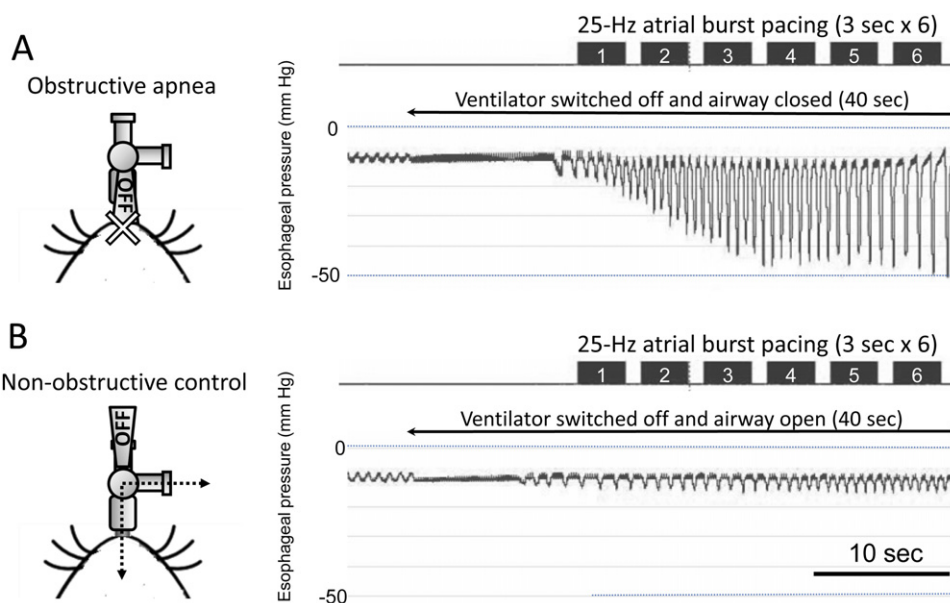 A
25-Hz atrial burst pacing (3 sec x 6)
1 2 3 4 5 6
Obstructive apnea
OFF
Esophageal pressure (mm Hg)
Ventilator switched off and airway closed (40 sec)
0
-50
B
25-Hz atrial burst pacing (3 sec x 6)
1 2 3 4 5 6
Non-obstructive control
OFF
Esophageal pressure (mm Hg)
Ventilator switched off and airway open (40 sec)
0
10 sec
-50